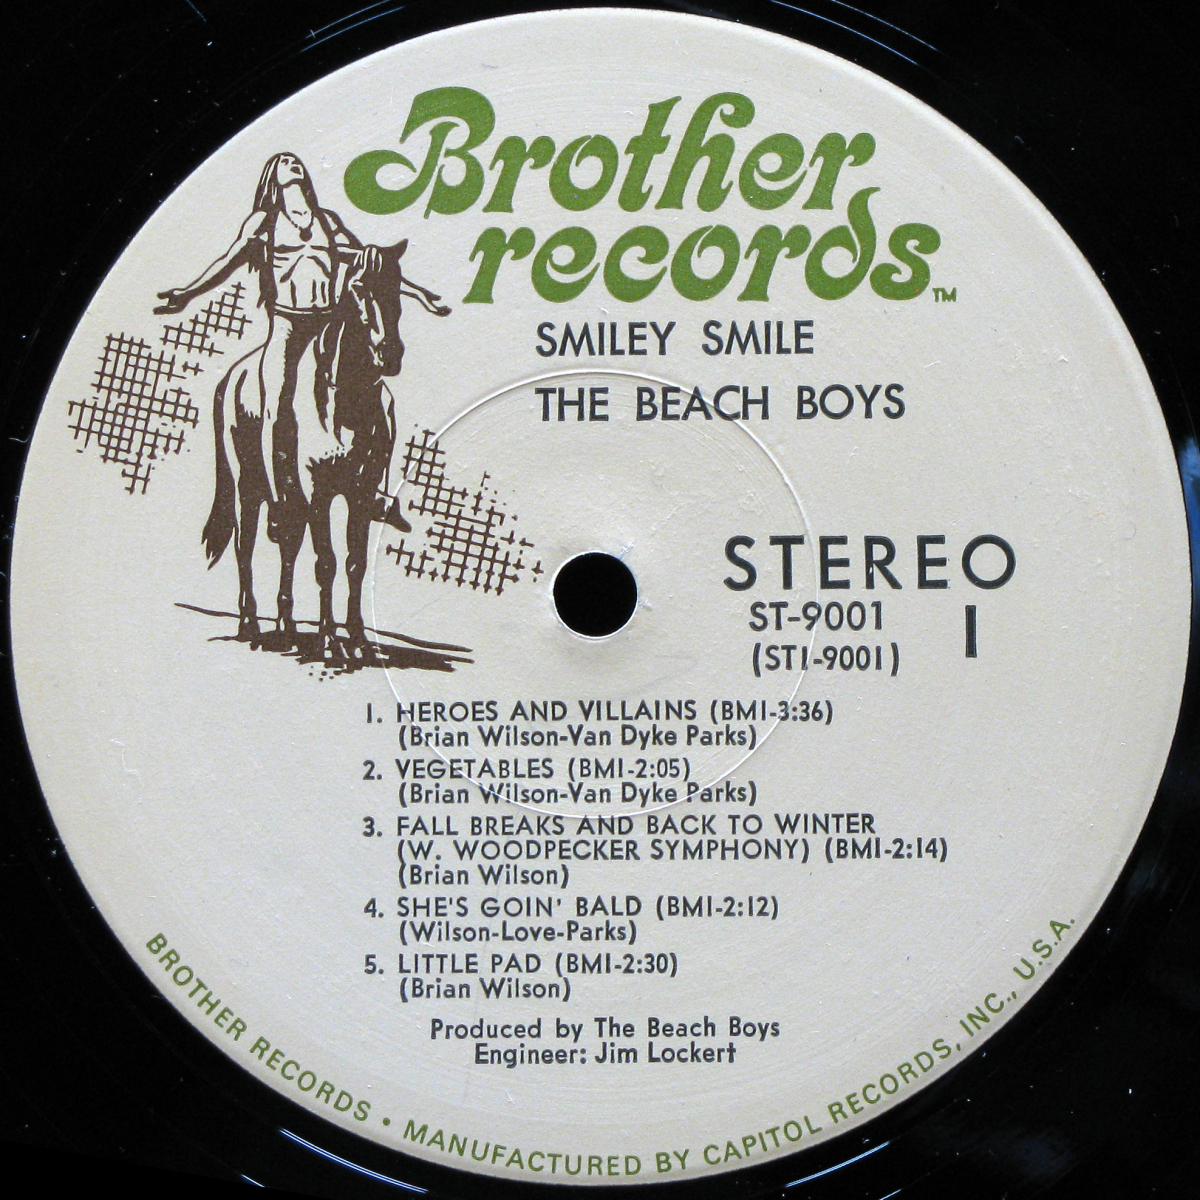 Brother
records™
SMILEY SMILE
THE BEACH BOYS
STEREO
ST-9001
I
(ST1-9001)
1. HEROES AND VILLAINS (BMI-3:36)
(Brian Wilson-Van Dyke Parks)
2. VEGETABLES (BMI-2:05)
(Brian Wilson-Van Dyke Parks)
3. FALL BREAKS AND BACK TO WINTER
(W. WOODPECKER SYMPHONY) (BMI-2:14)
(Brian Wilson)
4. SHE'S GOIN' BALD (BMI-2:12)
(Wilson-Love-Parks)
5. LITTLE PAD (BMI-2:30)
(Brian Wilson)
Produced by The Beach Boys
Engineer: Jim Lockert
BROTHER RECORDS • MANUFACTURED BY CAPITOL RECORDS, INC., U.S.A.